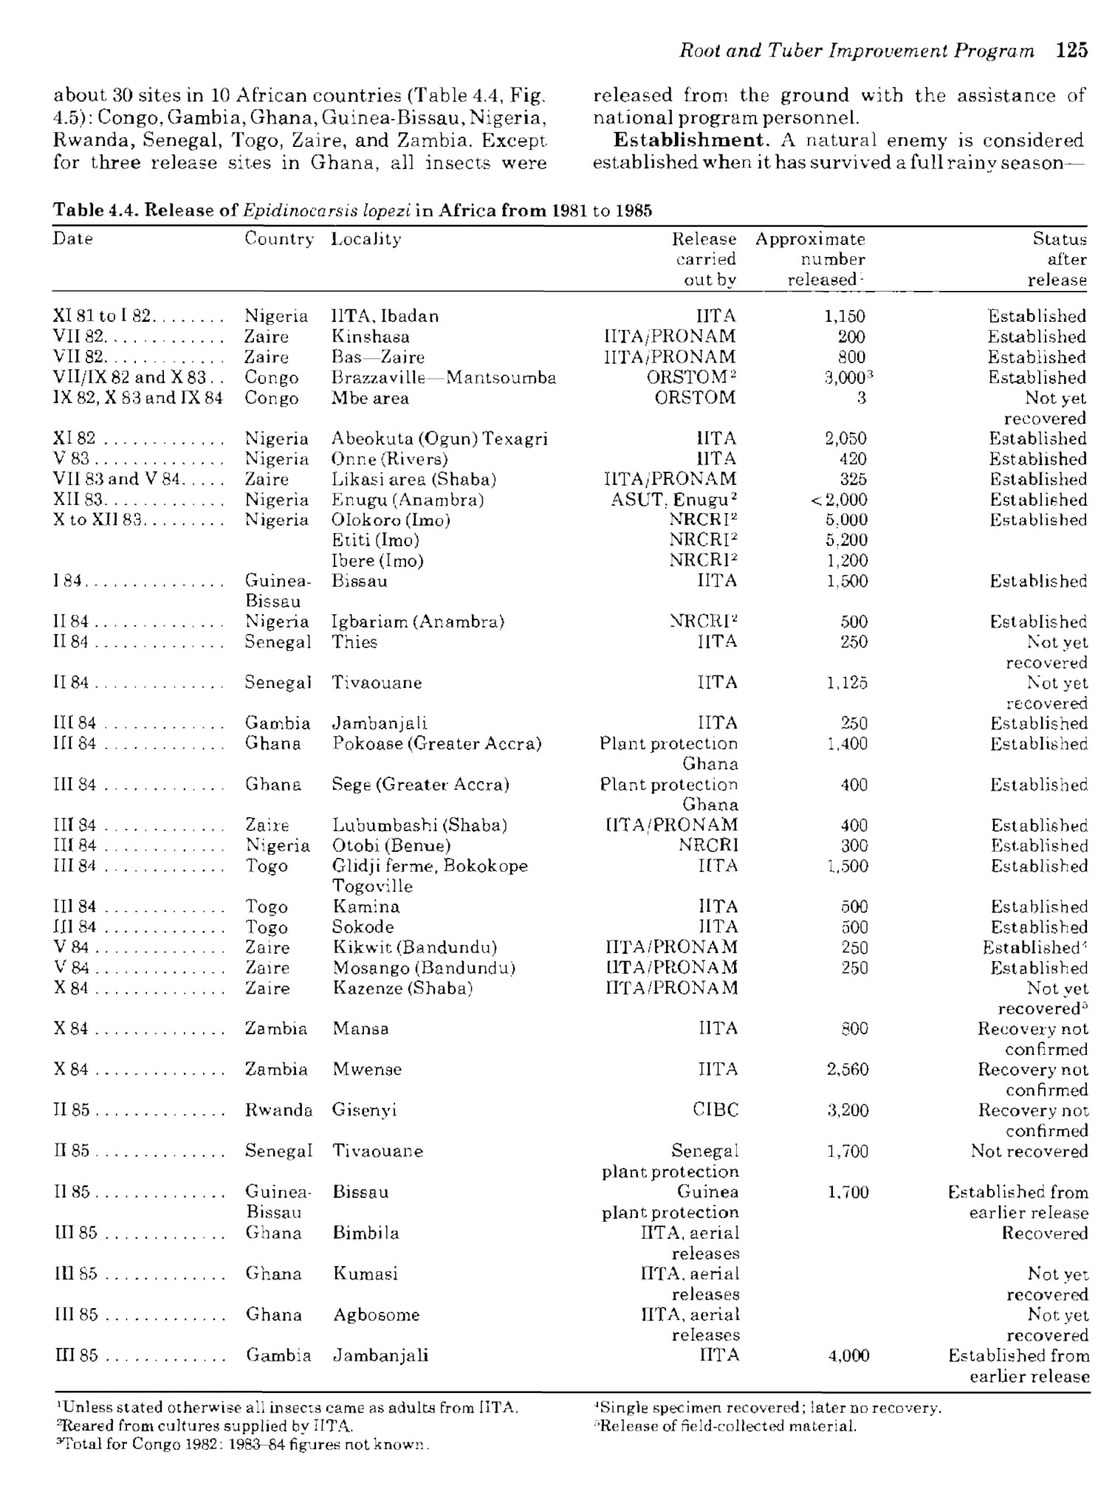 Root and Tuber Improvement Program 125
about 30 sites in 10 African countries (Table 4.4, Fig.
4.5): Congo, Gambia, Ghana, Guinea-Bissau, Nigeria,
Rwanda, Senegal, Togo, Zaire, and Zambia. Except
for three release sites in Ghana, all insects were
released from the ground with the assistance of
national program personnel.
Establishment. A natural enemy is considered
established when it has survived a full rainy season—
Table 4.4. Release of Epidinocarsis lopezi in Africa from 1981 to 1985
Date Country Locality Release Approximate Status
carried number after
out by released¹ release
XI 81 to I 82........ Nigeria IITA, Ibadan IITA 1,150 Established
VII 82............. Zaire Kinshasa IITA/PRONAM 200 Established
VII 82............. Zaire Bas—Zaire IITA/PRONAM 800 Established
VII/IX 82 and X 83.. Congo Brazzaville—Mantsoumba ORSTOM² 3,000³ Established
IX 82, X 83 and IX 84 Congo Mbe area ORSTOM 3 Not yet
recovered
XI 82 ............. Nigeria Abeokuta (Ogun) Texagri IITA 2,050 Established
V 83.............. Nigeria Onne (Rivers) IITA 420 Established
VII 83 and V 84..... Zaire Likasi area (Shaba) IITA/PRONAM 325 Established
XII 83............. Nigeria Enugu (Anambra) ASUT, Enugu² <2,000 Established
X to XII 83......... Nigeria Olokoro (Imo) NRCRI² 5,000 Established
Etiti (Imo) NRCRI² 5,200
Ibere (Imo) NRCRI² 1,200
I 84............... Guinea- Bissau IITA 1,500 Established
Bissau
II 84.............. Nigeria Igbariam (Anambra) NRCRI² 500 Established
II 84.............. Senegal Thies IITA 250 Not yet
recovered
II 84.............. Senegal Tivaouane IITA 1,125 Not yet
recovered
III 84 ............. Gambia Jambanjali IITA 250 Established
III 84 ............. Ghana Pokoase (Greater Accra) Plant protection 1,400 Established
Ghana
III 84 ............. Ghana Sege (Greater Accra) Plant protection 400 Established
Ghana
III 84 ............. Zaire Lubumbashi (Shaba) IITA/PRONAM 400 Established
III 84 ............. Nigeria Otobi (Benue) NRCRI 300 Established
III 84 ............. Togo Glidji ferme, Bokokope IITA 1,500 Established
Togoville
III 84 ............. Togo Kamina IITA 500 Established
III 84 ............. Togo Sokode IITA 500 Established
V 84.............. Zaire Kikwit (Bandundu) IITA/PRONAM 250 Established⁴
V 84.............. Zaire Mosango (Bandundu) IITA/PRONAM 250 Established
X 84.............. Zaire Kazenze (Shaba) IITA/PRONAM Not yet
recovered⁵
X 84.............. Zambia Mansa IITA 800 Recovery not
confirmed
X 84.............. Zambia Mwense IITA 2,560 Recovery not
confirmed
II 85.............. Rwanda Gisenyi CIBC 3,200 Recovery not
confirmed
II 85.............. Senegal Tivaouane Senegal 1,700 Not recovered
plant protection
II 85.............. Guinea- Bissau Guinea 1,700 Established from
Bissau plant protection earlier release
III 85 ............. Ghana Bimbila IITA, aerial Recovered
releases
III 85 ............. Ghana Kumasi IITA, aerial Not yet
releases recovered
III 85 ............. Ghana Agbosome IITA, aerial Not yet
releases recovered
III 85 ............. Gambia Jambanjali IITA 4,000 Established from
earlier release
¹Unless stated otherwise all insects came as adults from IITA.
²Reared from cultures supplied by IITA.
³Total for Congo 1982: 1983–84 figures not known.
⁴Single specimen recovered; later no recovery.
⁵Release of field-collected material.